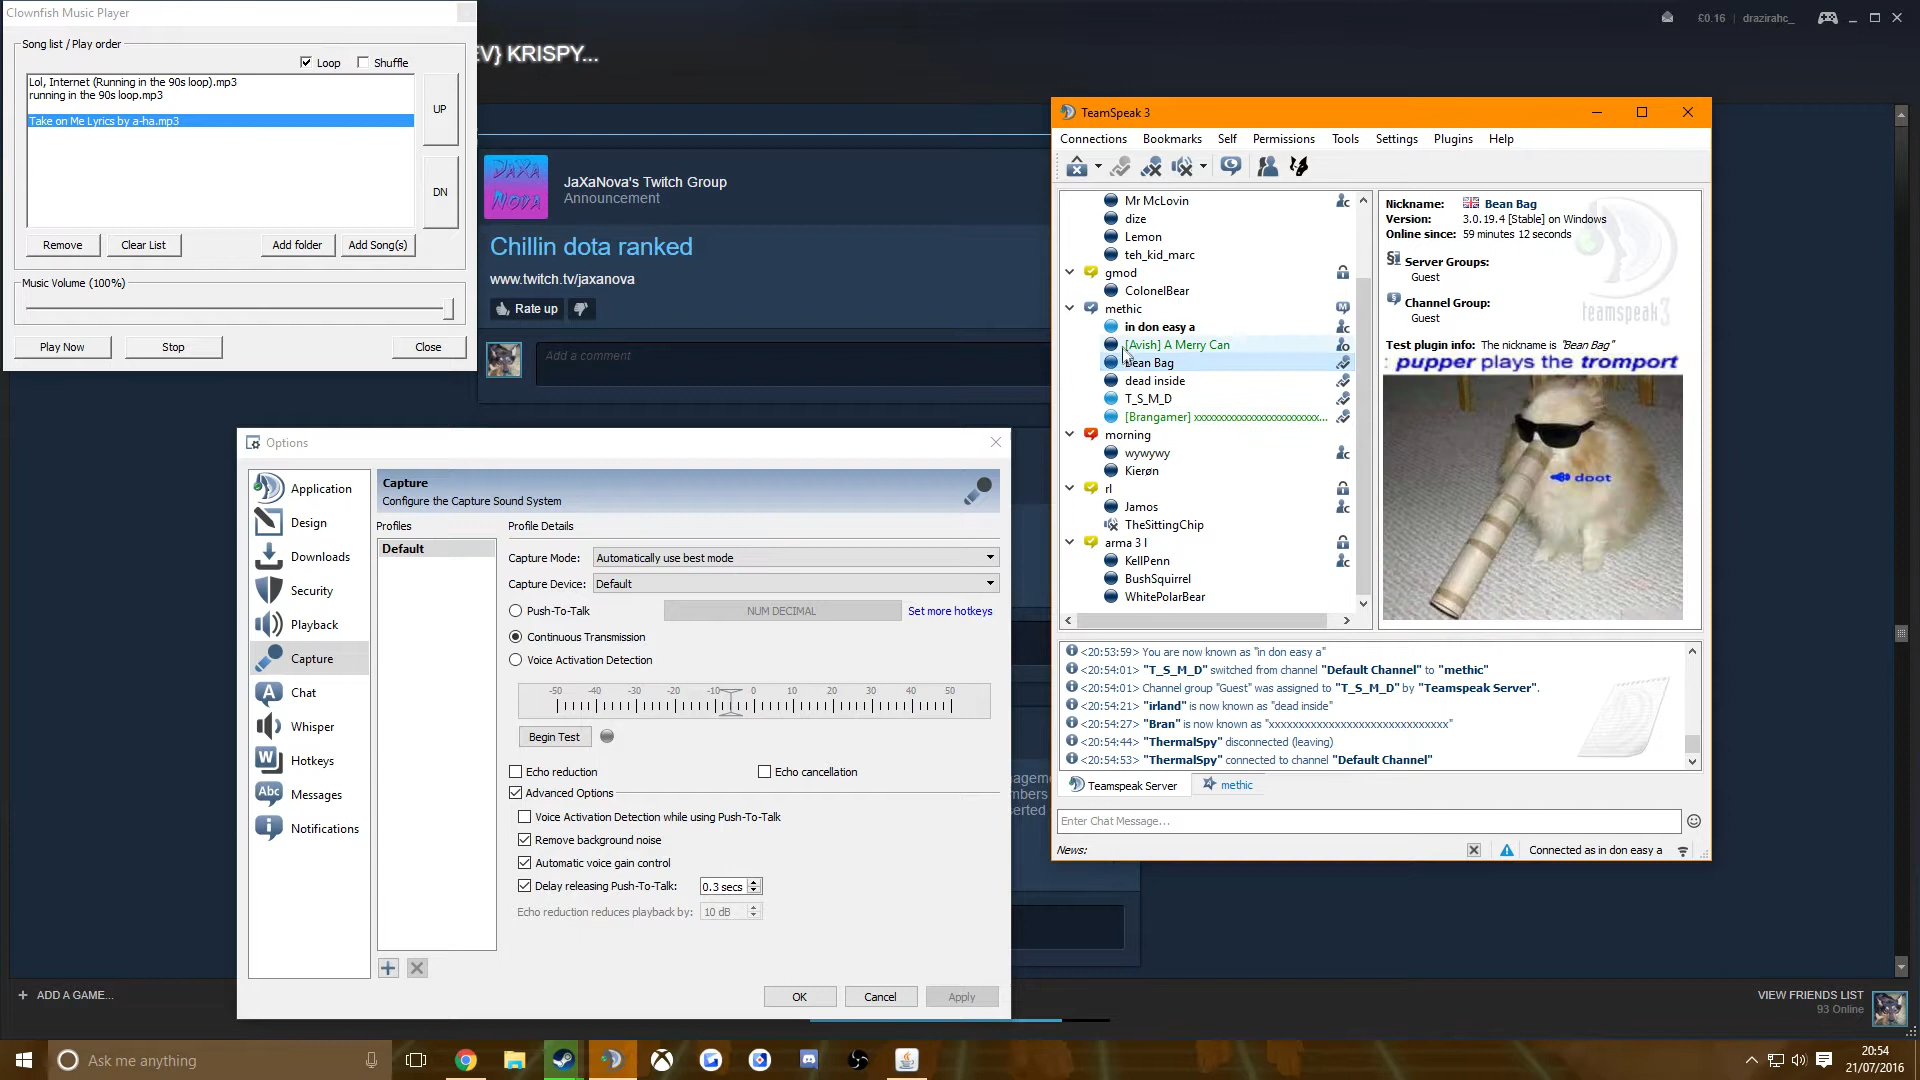 Clownfish Music Player
Song list / Play order
Loop
Shuffle
Lol, Internet (Running in the 90s loop).mp3
running in the 90s loop.mp3
Take on Me Lyrics by a-ha.mp3
UP
DN
Remove
Clear List
Add folder
Add Song(s)
Music Volume (100%)
Play Now
Stop
Close
EV} KRISPY...
£0.16
drazirahc_
DAXA
NOVA
JaXaNova's Twitch Group
Announcement
Chillin dota ranked
www.twitch.tv/jaxanova
Rate up
Add a comment
Options
Application
Design
Downloads
Security
Playback
Capture
Chat
Whisper
Hotkeys
Messages
Notifications
Capture
Configure the Capture Sound System
Profiles
Default
Profile Details
Capture Mode:
Automatically use best mode
Capture Device:
Default
Push-To-Talk
NUM DECIMAL
Set more hotkeys
Continuous Transmission
Voice Activation Detection
-50 -40 -30 -20 -10 0 10 20 30 40 50
Begin Test
Echo reduction
Echo cancellation
Advanced Options
Voice Activation Detection while using Push-To-Talk
Remove background noise
Automatic voice gain control
Delay releasing Push-To-Talk:
0.3 secs
Echo reduction reduces playback by:
10 dB
OK
Cancel
Apply
TeamSpeak 3
Connections Bookmarks Self Permissions Tools Settings Plugins Help
Mr McLovin
dize
Lemon
teh_kid_marc
gmod
ColonelBear
methic
in don easy a
[Avish] A Merry Can
Bean Bag
dead inside
T_S_M_D
[Brangamer] xxxxxxxxxxxxxxxxxxxxxxxx...
morning
wywywy
Kierøn
rl
Jamos
TheSittingChip
arma 3 l
KellPenn
BushSquirrel
WhitePolarBear
Nickname: Bean Bag
Version: 3.0.19.4 [Stable] on Windows
Online since: 59 minutes 12 seconds
Server Groups:
Guest
Channel Group:
Guest
teamspeak3
Test plugin info: The nickname is "Bean Bag"
: pupper plays the tromport
doot
<20:53:59> You are now known as "in don easy a"
<20:54:01> "T_S_M_D" switched from channel "Default Channel" to "methic"
<20:54:01> Channel group "Guest" was assigned to "T_S_M_D" by "Teamspeak Server".
<20:54:21> "irland" is now known as "dead inside"
<20:54:27> "Bran" is now known as "xxxxxxxxxxxxxxxxxxxxxxxxxxxxxx"
<20:54:44> "ThermalSpy" disconnected (leaving)
<20:54:53> "ThermalSpy" connected to channel "Default Channel"
Teamspeak Server
methic
Enter Chat Message...
News:
Connected as in don easy a
ageme
mbers
serted
ADD A GAME...
VIEW FRIENDS LIST
93 Online
Ask me anything
20:54
21/07/2016